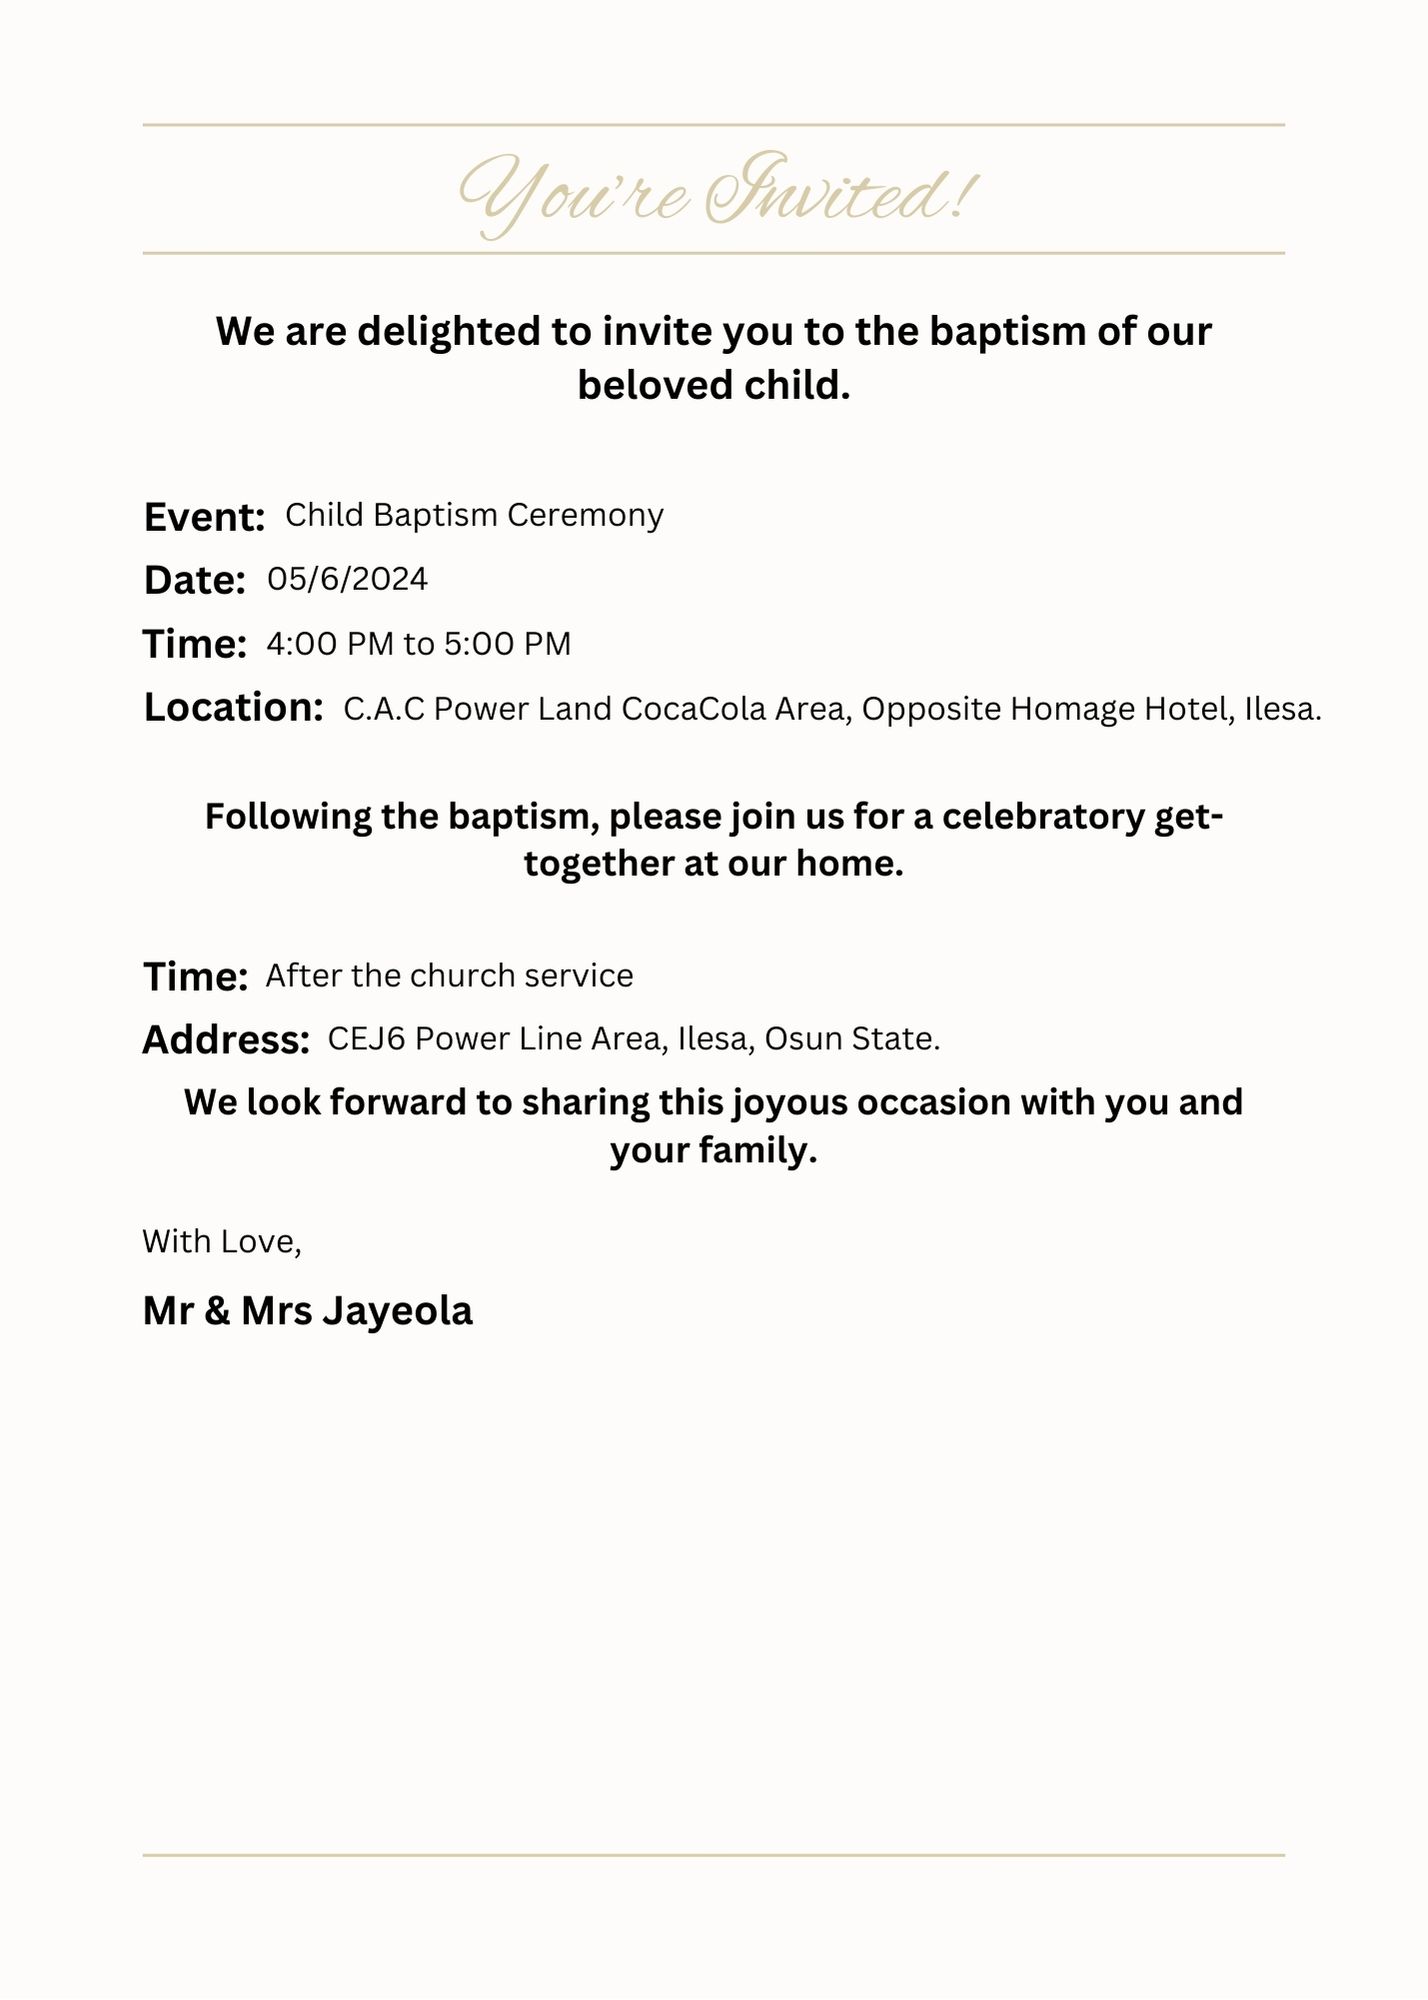 You're Invited!
We are delighted to invite you to the baptism of our
beloved child.
Event: Child Baptism Ceremony
Date: 05/6/2024
Time: 4:00 PM to 5:00 PM
Location: C.A.C Power Land CocaCola Area, Opposite Homage Hotel, Ilesa.
Following the baptism, please join us for a celebratory get-
together at our home.
Time: After the church service
Address: CEJ6 Power Line Area, Ilesa, Osun State.
We look forward to sharing this joyous occasion with you and
your family.
With Love,
Mr & Mrs Jayeola